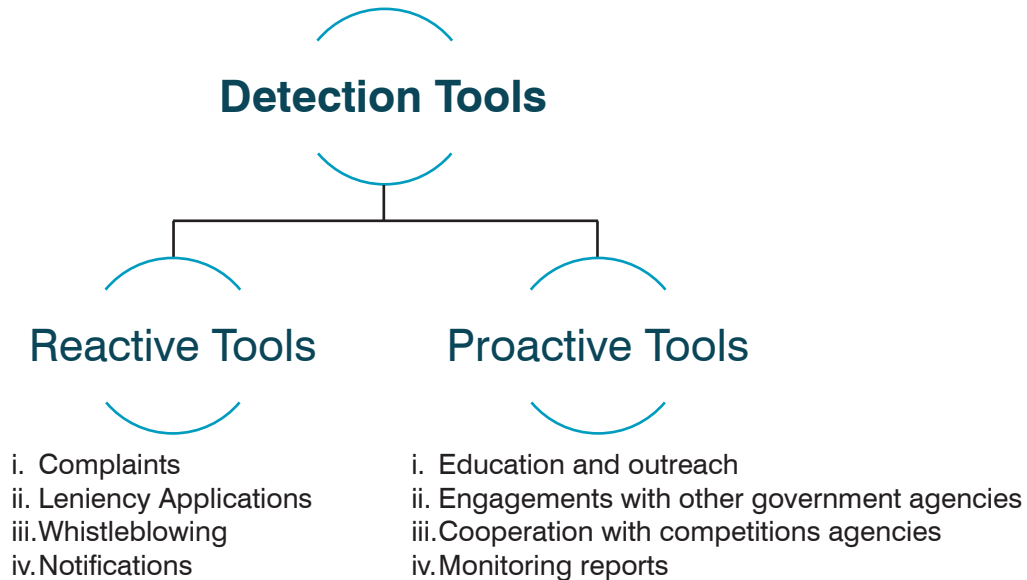 Detection Tools
Reactive Tools
i. Complaints
ii. Leniency Applications
iii.Whistleblowing
iv.Notifications
Proactive Tools
i. Education and outreach
ii. Engagements with other government agencies
iii.Cooperation with competitions agencies
iv.Monitoring reports